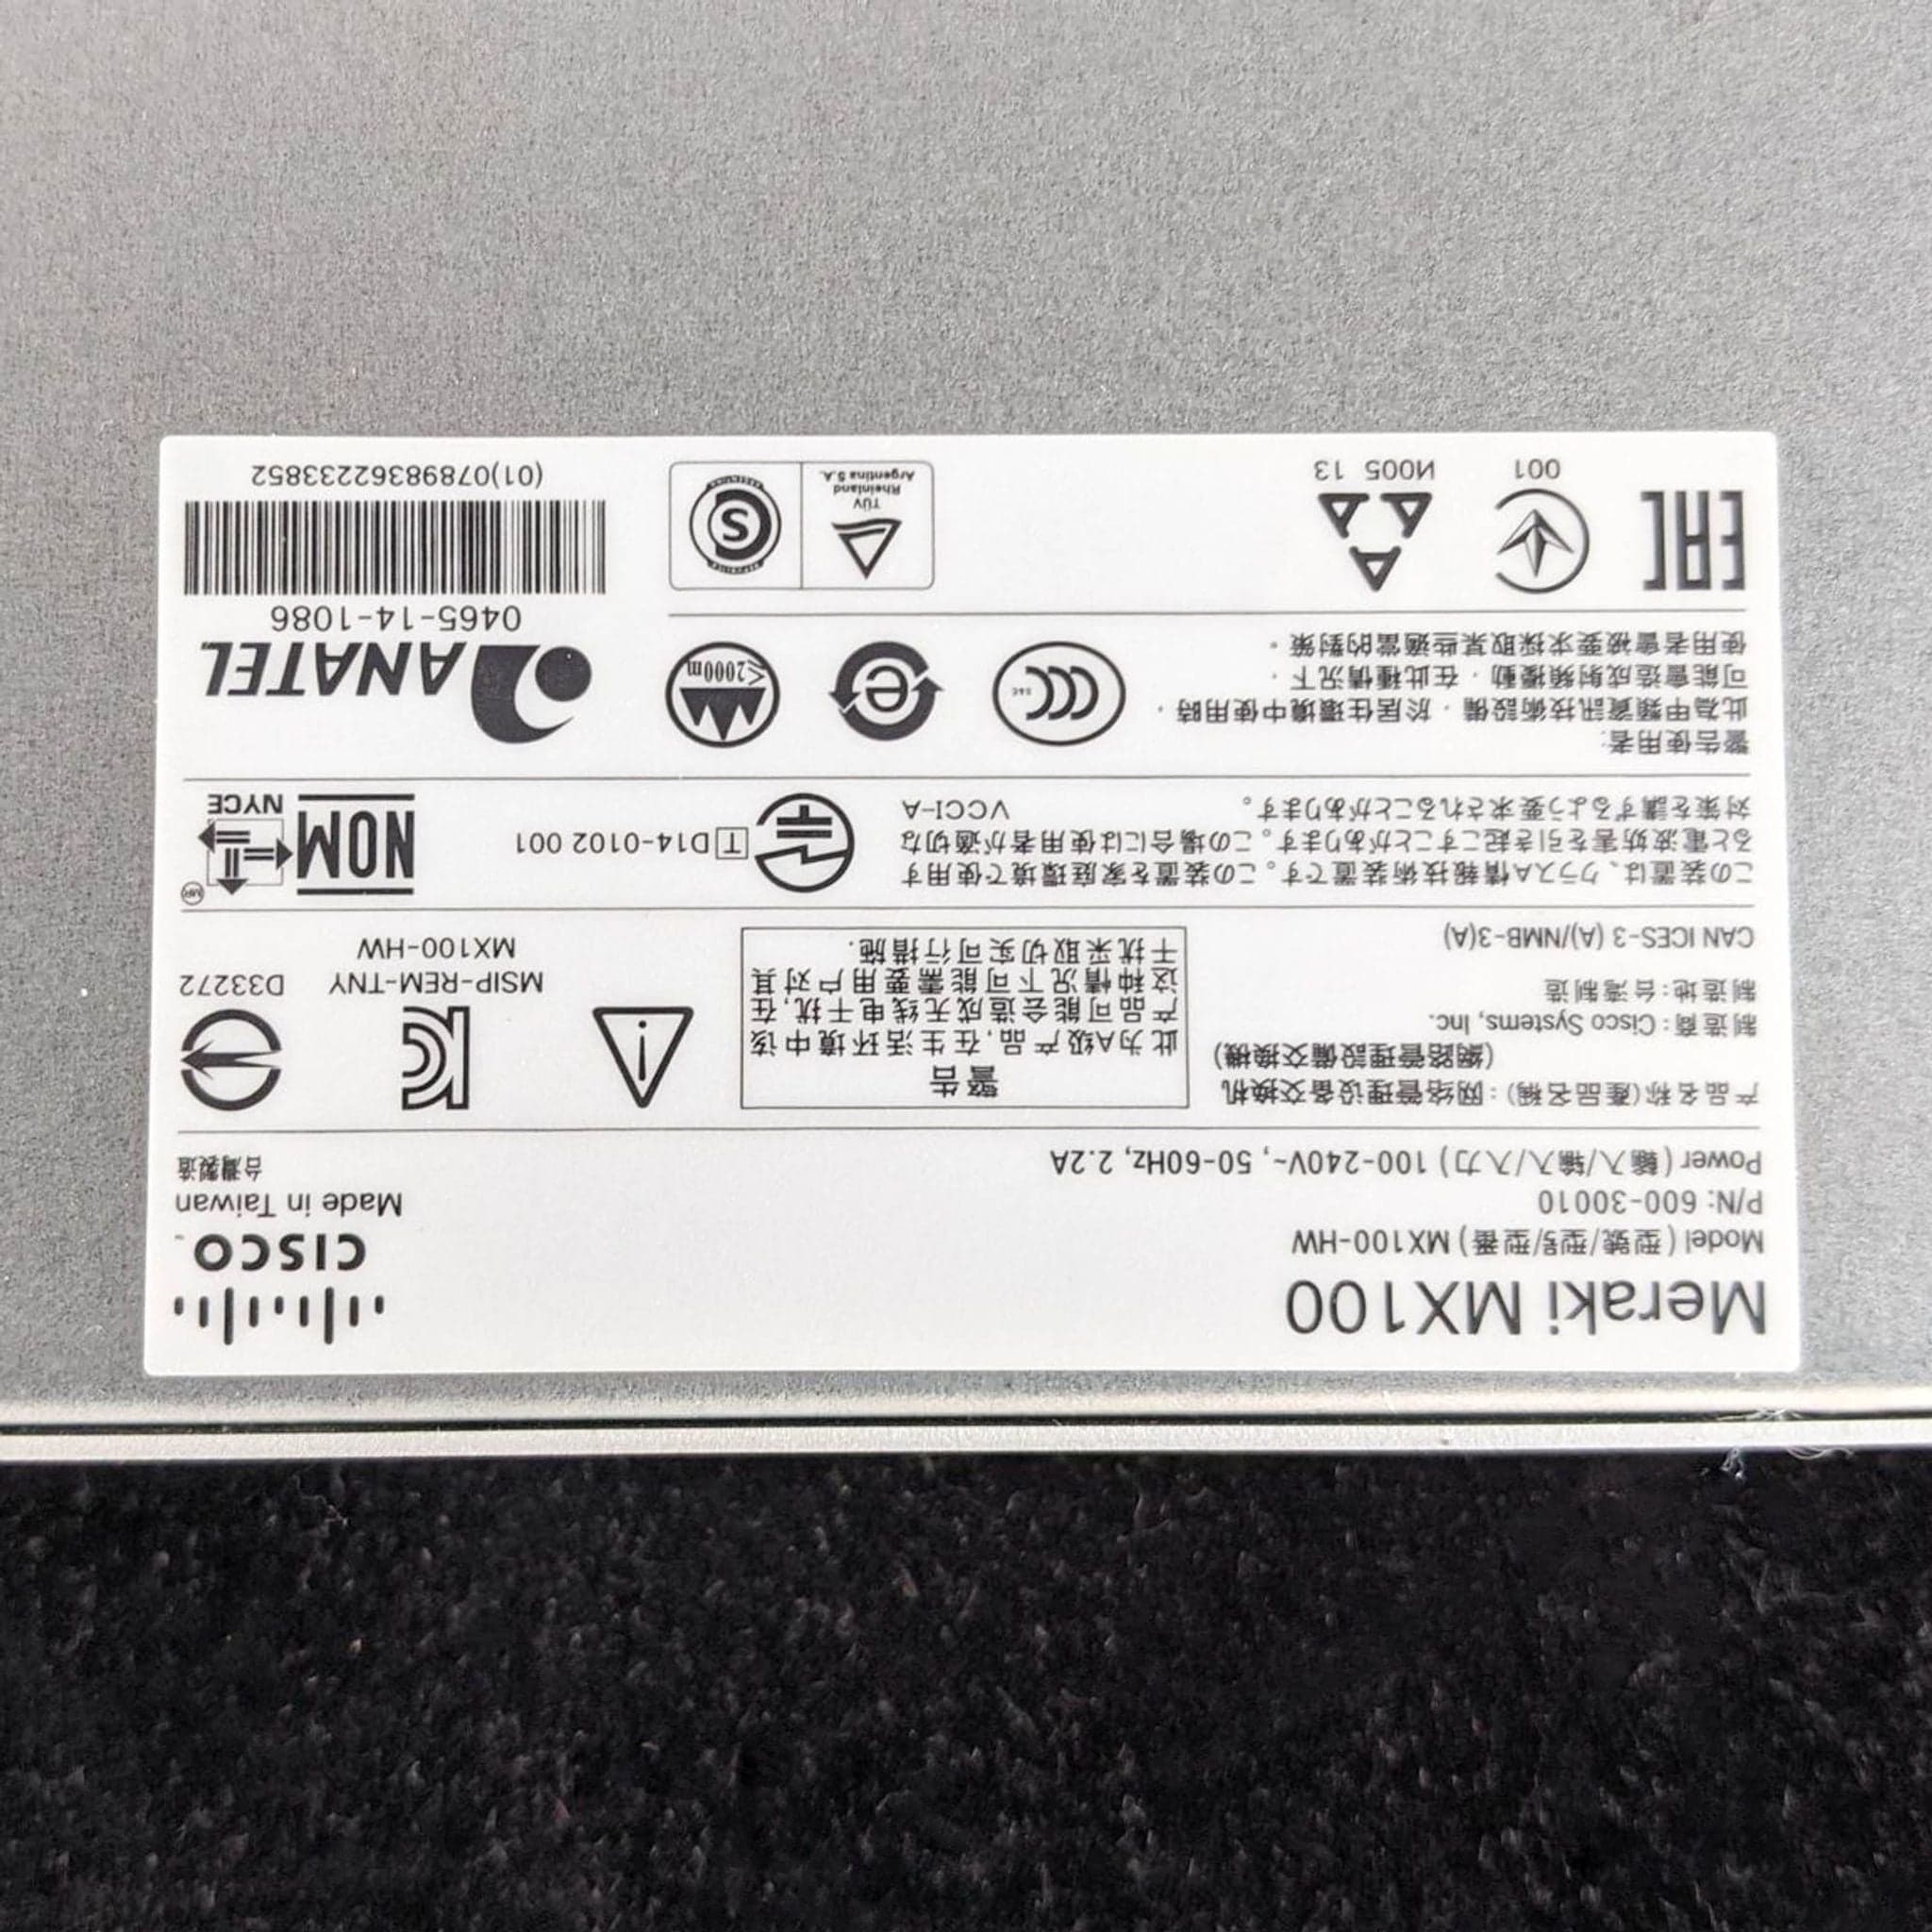 Meraki MX100
Model (型號/型号/型番) MX100-HW
P/N: 600-30010
Power (輸入/输入/入力) 100-240V~, 50-60Hz, 2.2A
CISCO
Made in Taiwan
台灣製造
产品名称(產品名稱)：网络管理设备交换机
(網路管理設備交換機)
制造商：Cisco Systems, Inc.
制造地：台灣制造
CAN ICES-3 (A)/NMB-3(A)
警告
此为A级产品,在生活环境中该
产品可能会造成无线电干扰,在
这种情况下可能需要用户对其
干扰采取切实可行措施.
MSIP-REM-TNY
MX100-HW
D33272
この装置は、クラスA情報技術装置です。この装置を家庭環境で使用す
ると電波妨害を引き起こすことがあります。この場合には使用者が適切な
対策を講ずるよう要求されることがあります。 VCCI-A
T D14-0102 001
NOM
NYCE
MR
警告使用者:
此為甲類資訊技術設備，於居住環境中使用時，
可能會造成射頻擾動，在此種情況下，
使用者會被要求採取某些適當的對策。
CCC
S&E
e
≤2000m
ANATEL
0465-14-1086
(01)07898362233852
EAC
001
И005 13
TÜV
Rheinland
Argentina S.A.
S